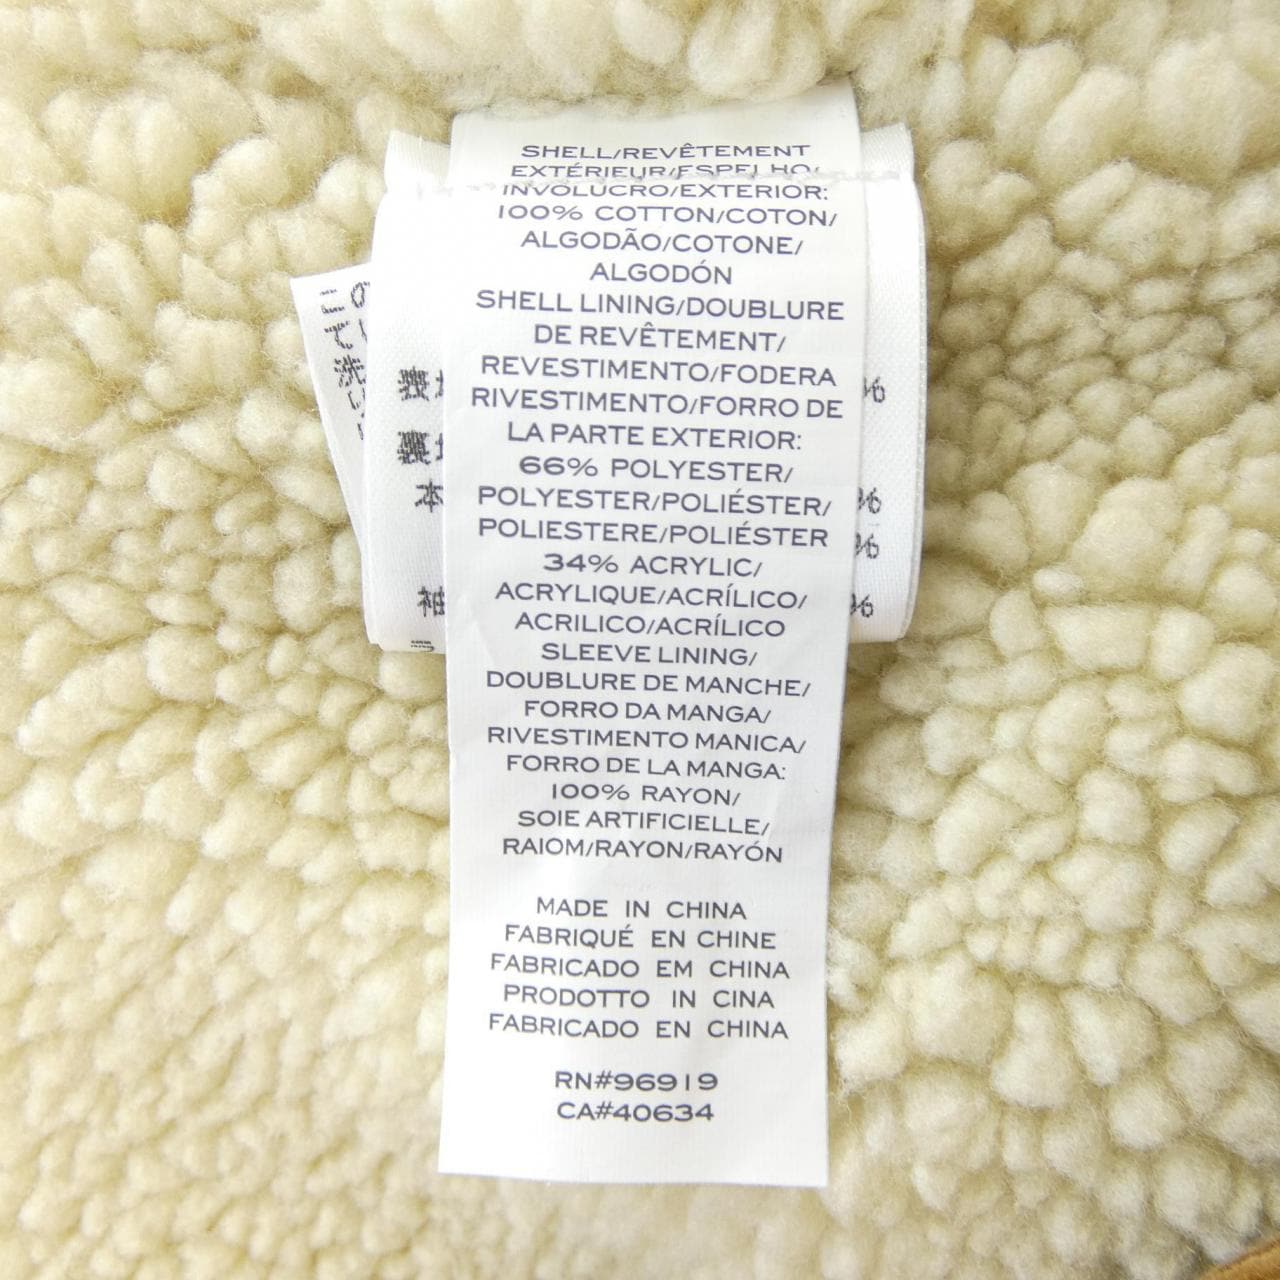 SHELL/REVÊTEMENT
EXTÉRIEUR/ESPELHO/
INVOLUCRO/EXTERIOR:
100% COTTON/COTON/
ALGODÃO/COTONE/
ALGODÓN
SHELL LINING/DOUBLURE
DE REVÊTEMENT/
REVESTIMENTO/FODERA
RIVESTIMENTO/FORRO DE
LA PARTE EXTERIOR:
66% POLYESTER/
POLYESTER/POLIÉSTER/
POLIESTERE/POLIÉSTER
34% ACRYLIC/
ACRYLIQUE/ACRÍLICO/
ACRILICO/ACRÍLICO
SLEEVE LINING/
DOUBLURE DE MANCHE/
FORRO DA MANGA/
RIVESTIMENTO MANICA/
FORRO DE LA MANGA:
100% RAYON/
SOIE ARTIFICIELLE/
RAIOM/RAYON/RAYÓN
MADE IN CHINA
FABRIQUÉ EN CHINE
FABRICADO EM CHINA
PRODOTTO IN CINA
FABRICADO EN CHINA
RN#96919
CA#40634